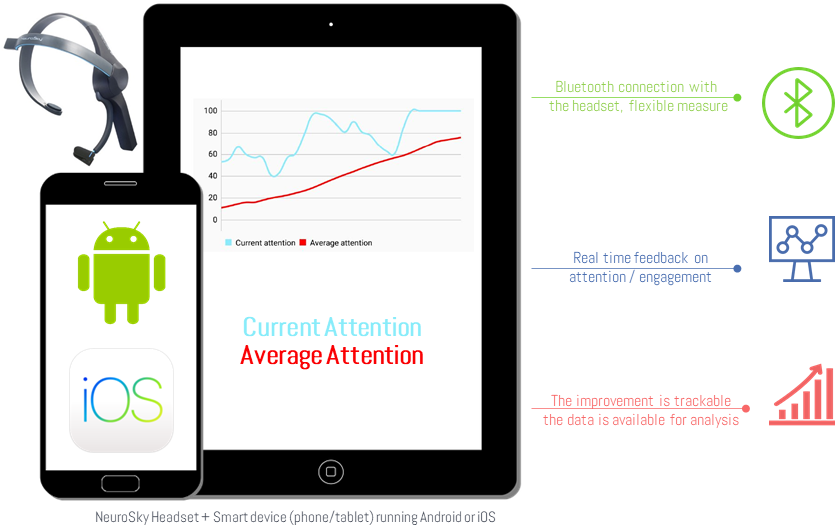 NeuroSky
100
80
60
40
20
0
Current attention
Average attention
Current Attention
Average Attention
iOS
Bluetooth connection with
the headset, flexible measure
Real time feedback on
attention / engagement
The improvement is trackable
the data is available for analysis
NeuroSky Headset + Smart device (phone/tablet) running Android or iOS